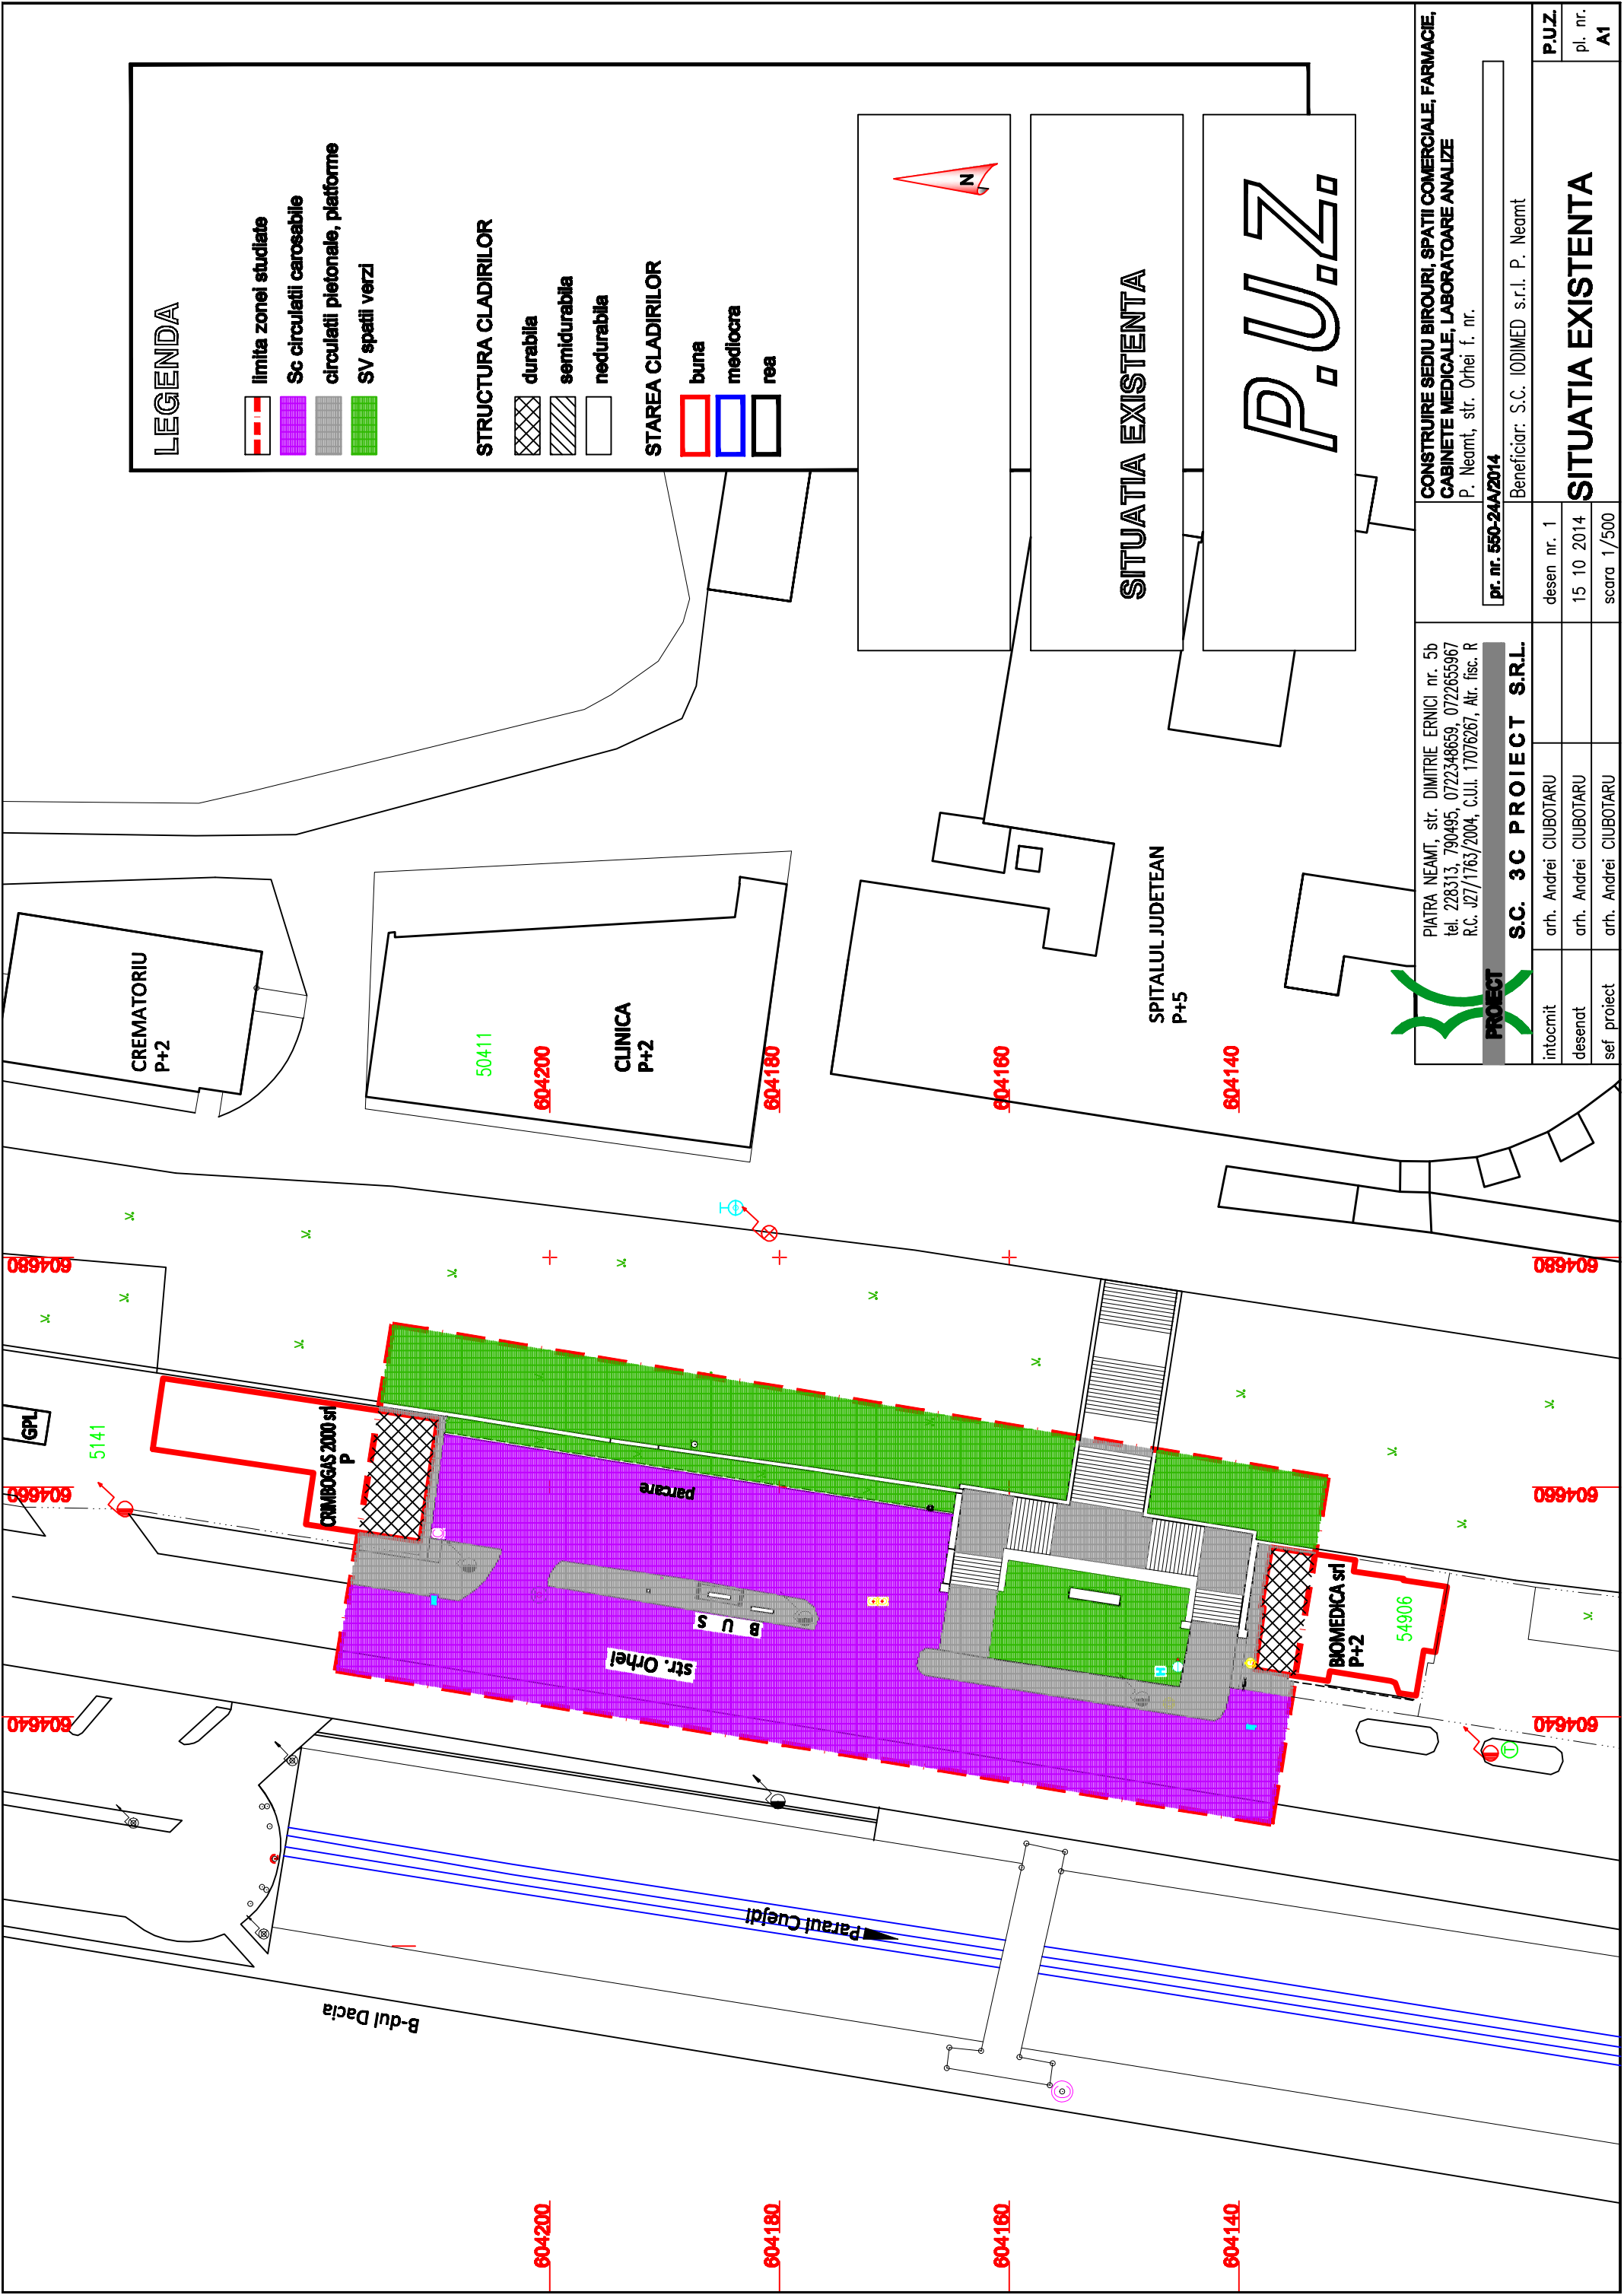 LEGENDA
limita zonei studiate
Sc circulatii carosabile
circulatii pietonale, platforme
SV spatii verzi
STRUCTURA CLADIRILOR
durabila
semidurabila
nedurabila
STAREA CLADIRILOR
buna
mediocra
rea
N
SITUATIA EXISTENTA
P.U.Z.
CREMATORIU
P+2
50411
CLINICA
P+2
SPITALUL JUDETEAN
P+5
604200
604180
604160
604140
T
604680
604680
GPL
5141
CRIMBOGAS 2000 srl
P
604660
604660
parcare
B U S
str. Orhei
H
BIOMEDICA srl
P+2
54906
604640
604640
T
Paraul Cuejdi
B-dul Dacia
604200
604180
604160
604140
PIATRA NEAMT, str. DIMITRIE ERNICI nr. 5b
tel. 228313, 790495, 0722348659, 0722655967
R.C. J27/1763/2004, C.U.I. 17076267, Atr. fisc. R
PROIECT
S.C. 3C PROIECT S.R.L.
CONSTRUIRE SEDIU BIROURI, SPATII COMERCIALE, FARMACIE,
CABINETE MEDICALE, LABORATOARE ANALIZE
P. Neamt, str. Orhei f. nr.
pr. nr. 550-24A/2014
Beneficiar: S.C. IODIMED s.r.l. P. Neamt
intocmit arh. Andrei CIUBOTARU desen nr. 1
desenat arh. Andrei CIUBOTARU 15 10 2014
sef proiect arh. Andrei CIUBOTARU scara 1/500
SITUATIA EXISTENTA
P.U.Z.
pl. nr.
A1